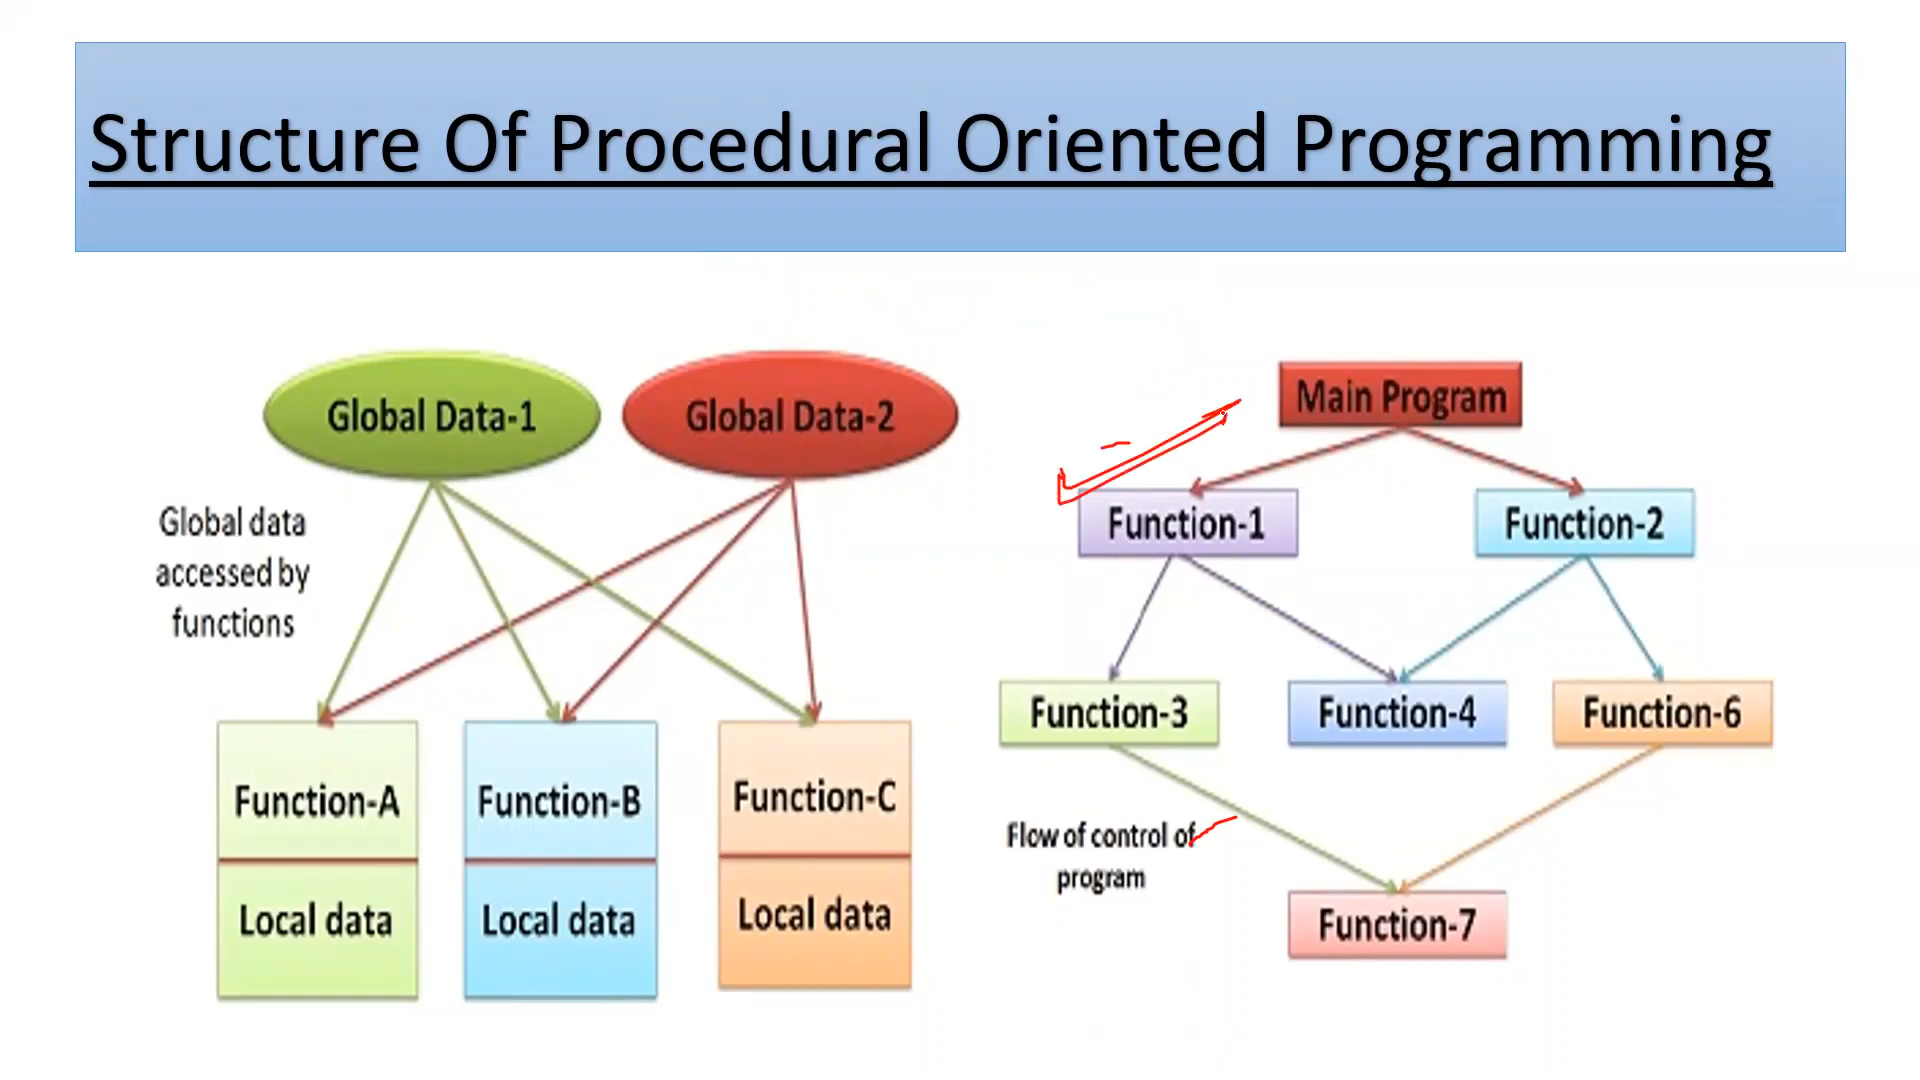 Structure Of Procedural Oriented Programming
Global Data-1
Global Data-2
Global data
accessed by
functions
Function-A
Local data
Function-B
Local data
Function-C
Local data
Main Program
Function-1
Function-2
Function-3
Function-4
Function-6
Flow of control of
program
Function-7